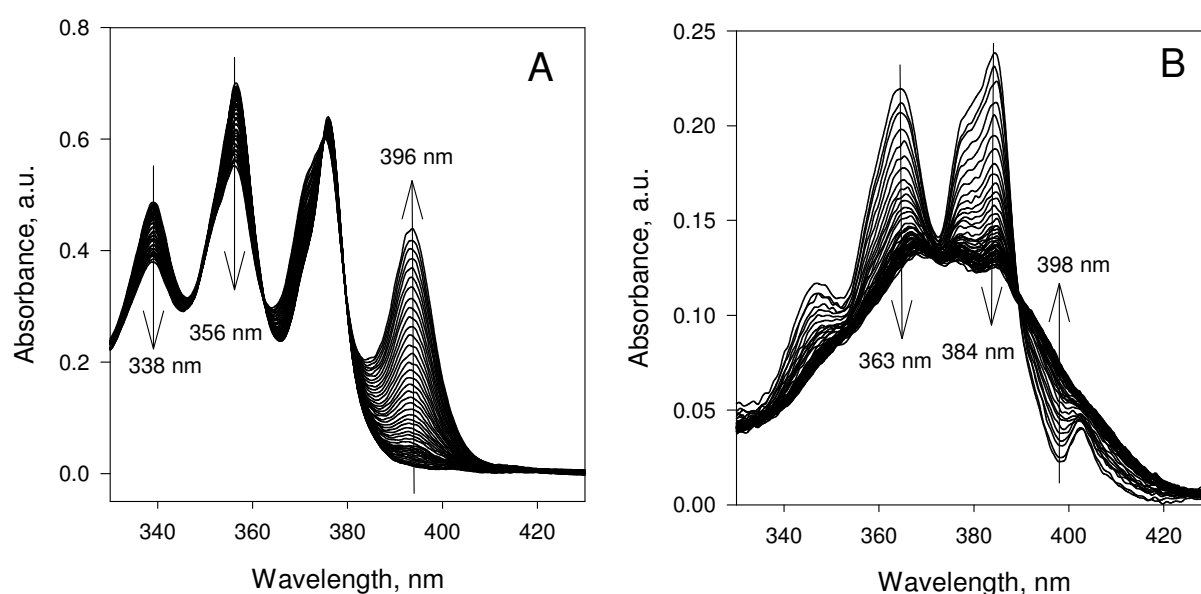 A
0.8
0.6
0.4
0.2
0.0
Absorbance, a.u.
396 nm
356 nm
338 nm
340 360 380 400 420
Wavelength, nm
B
0.25
0.20
0.15
0.10
0.05
0.00
Absorbance, a.u.
398 nm
363 nm
384 nm
340 360 380 400 420
Wavelength, nm